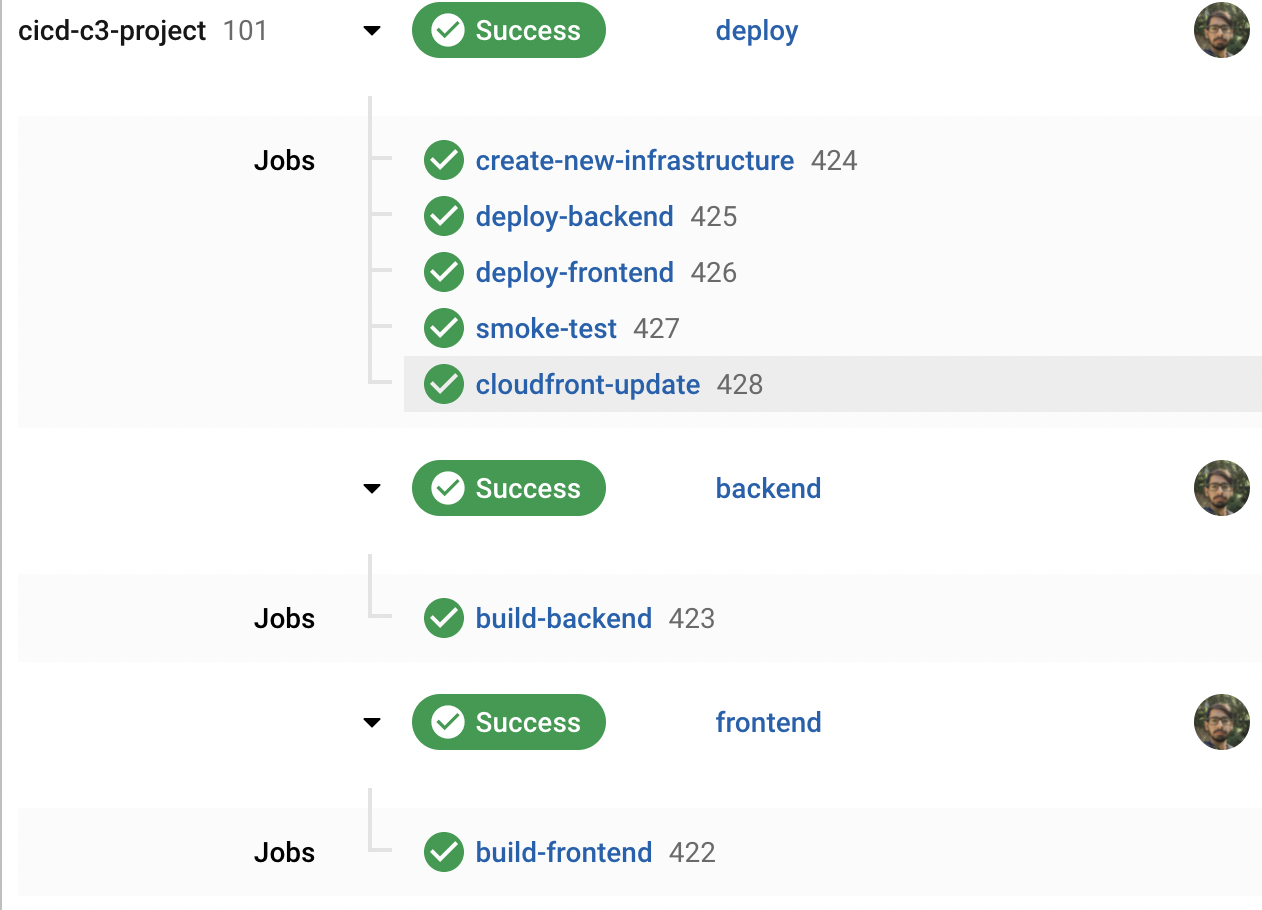 cicd-c3-project 101 Success deploy
Jobs create-new-infrastructure 424
deploy-backend 425
deploy-frontend 426
smoke-test 427
cloudfront-update 428
Success backend
Jobs build-backend 423
Success frontend
Jobs build-frontend 422